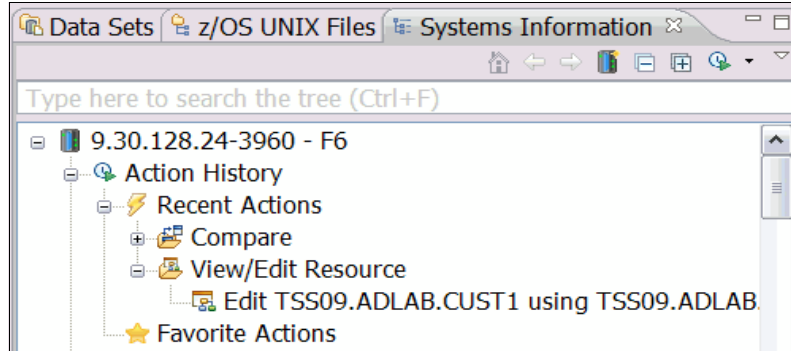 Data Sets z/OS UNIX Files Systems Information
Type here to search the tree (Ctrl+F)
9.30.128.24-3960 - F6
Action History
Recent Actions
Compare
View/Edit Resource
Edit TSS09.ADLAB.CUST1 using TSS09.ADLAB.
Favorite Actions